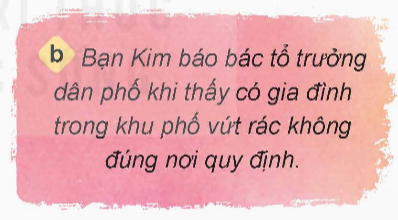 b Bạn Kim báo bác tổ trưởng
dân phố khi thấy có gia đình
trong khu phố vứt rác không
đúng nơi quy định.